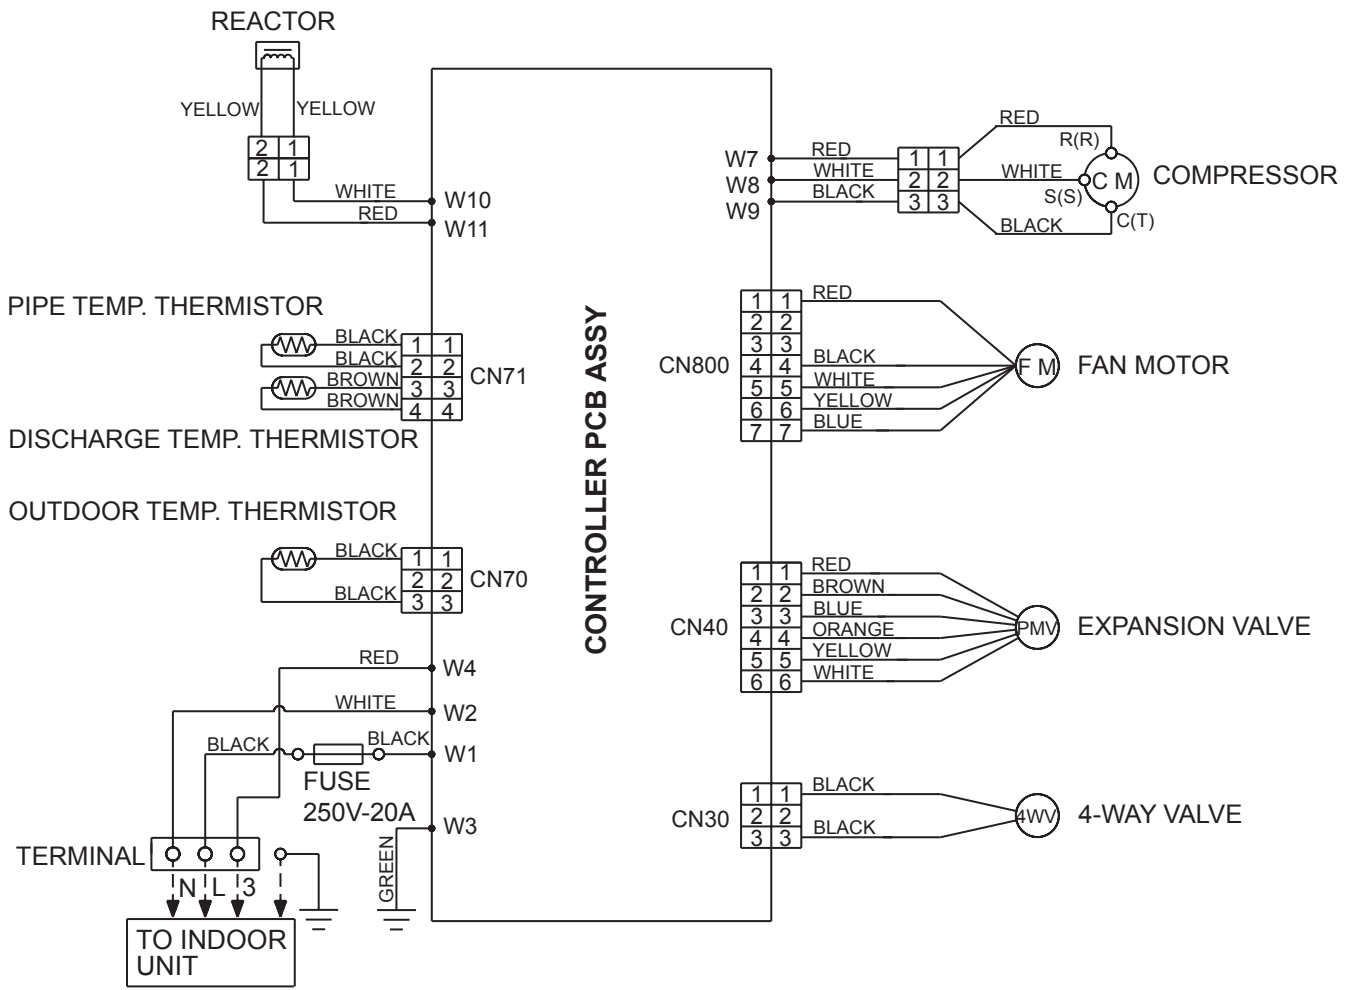 REACTOR
YELLOW YELLOW
2 1
2 1
WHITE W10
RED W11
PIPE TEMP. THERMISTOR
BLACK 1 1
BLACK 2 2
BROWN 3 3 CN71
BROWN 4 4
DISCHARGE TEMP. THERMISTOR
OUTDOOR TEMP. THERMISTOR
BLACK 1 1
2 2 CN70
BLACK 3 3
RED W4
WHITE W2
BLACK BLACK W1
FUSE
250V-20A
W3
GREEN
TERMINAL
N L 3
TO INDOOR
UNIT
CONTROLLER PCB ASSY
W7 RED 1 1 RED R(R)
W8 WHITE 2 2 WHITE S(S) C M COMPRESSOR
W9 BLACK 3 3 BLACK C(T)
1 1 RED
2 2
3 3
CN800 4 4 BLACK F M FAN MOTOR
5 5 WHITE
6 6 YELLOW
7 7 BLUE
1 1 RED
2 2 BROWN
3 3 BLUE
CN40 4 4 ORANGE PMV EXPANSION VALVE
5 5 YELLOW
6 6 WHITE
1 1 BLACK
CN30 2 2 4WV 4-WAY VALVE
3 3 BLACK